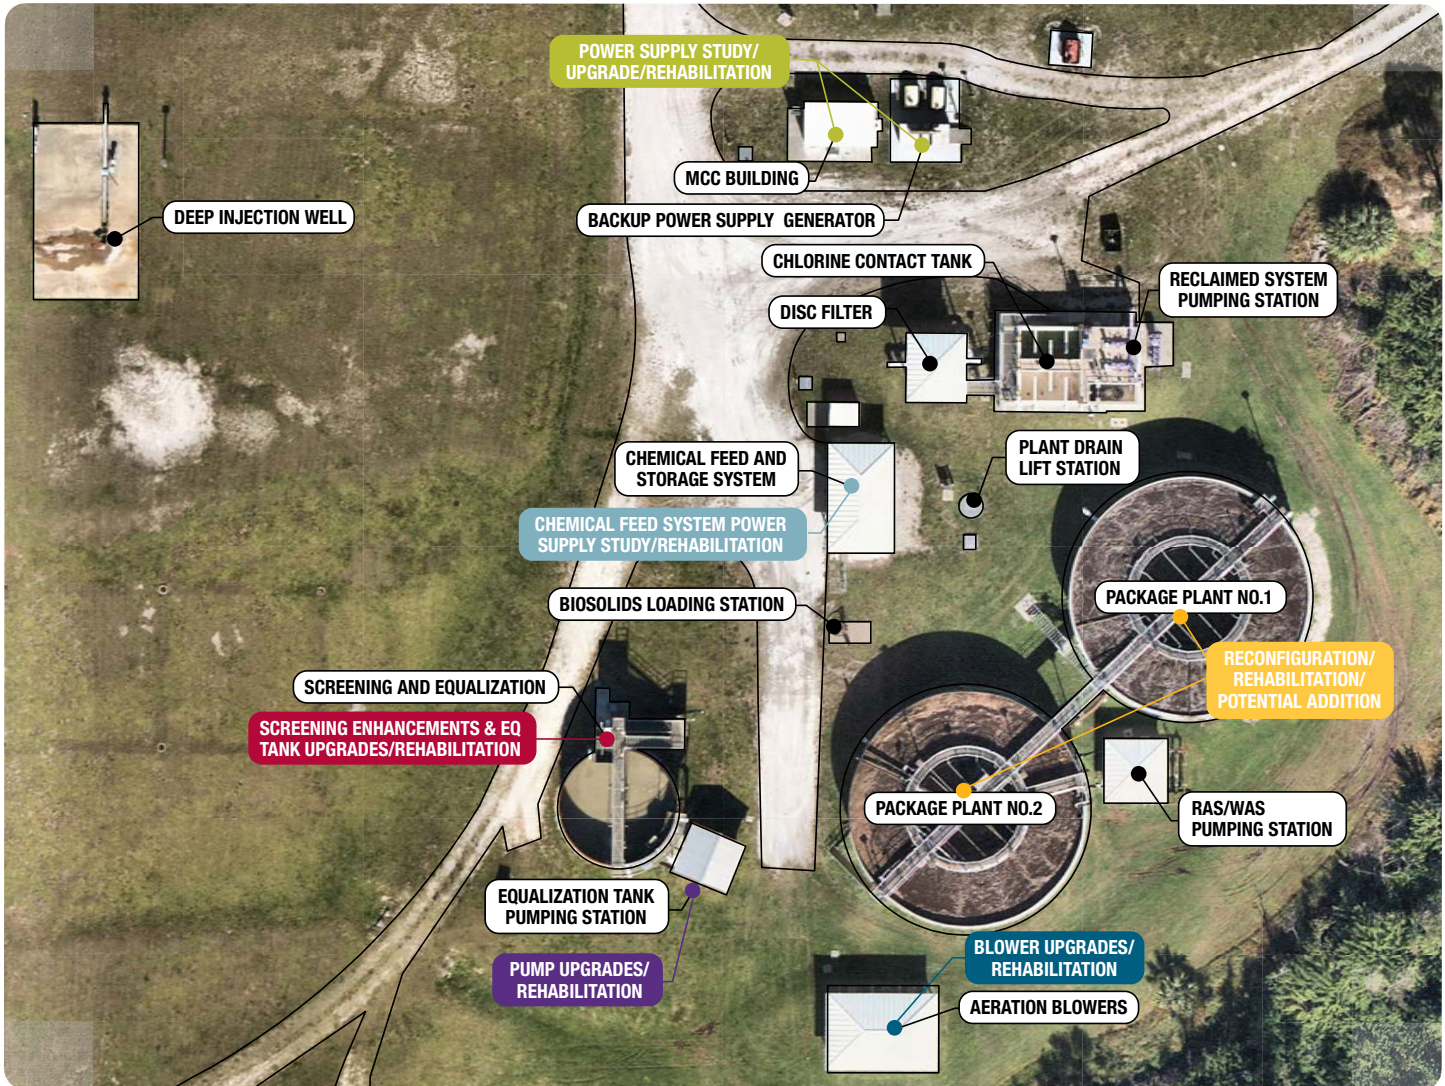 POWER SUPPLY STUDY/
UPGRADE/REHABILITATION
MCC BUILDING
DEEP INJECTION WELL
BACKUP POWER SUPPLY GENERATOR
CHLORINE CONTACT TANK
RECLAIMED SYSTEM
PUMPING STATION
DISC FILTER
PLANT DRAIN
LIFT STATION
CHEMICAL FEED AND
STORAGE SYSTEM
CHEMICAL FEED SYSTEM POWER
SUPPLY STUDY/REHABILITATION
BIOSOLIDS LOADING STATION
PACKAGE PLANT NO.1
RECONFIGURATION/
REHABILITATION/
POTENTIAL ADDITION
SCREENING AND EQUALIZATION
SCREENING ENHANCEMENTS & EQ
TANK UPGRADES/REHABILITATION
PACKAGE PLANT NO.2
RAS/WAS
PUMPING STATION
EQUALIZATION TANK
PUMPING STATION
PUMP UPGRADES/
REHABILITATION
BLOWER UPGRADES/
REHABILITATION
AERATION BLOWERS